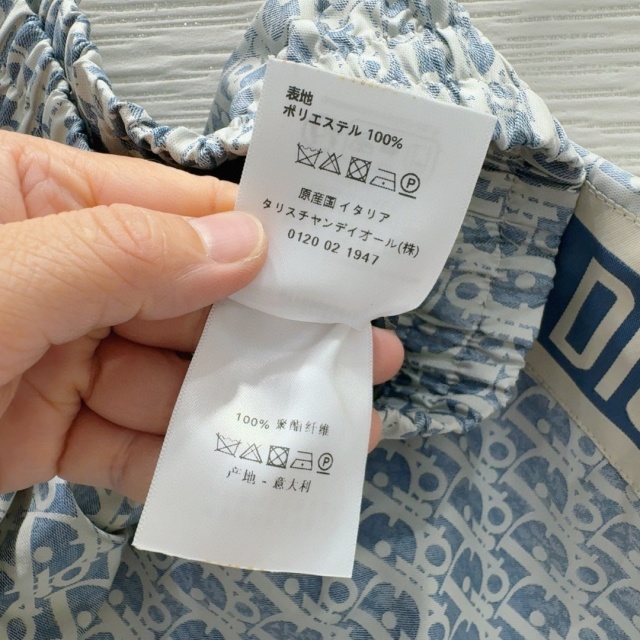 表地
ポリエステル 100%
原産国 イタリア
タリスチャンディオール(株)
0120 02 1947
100% 聚酯纤维
产地 - 意大利
DIO